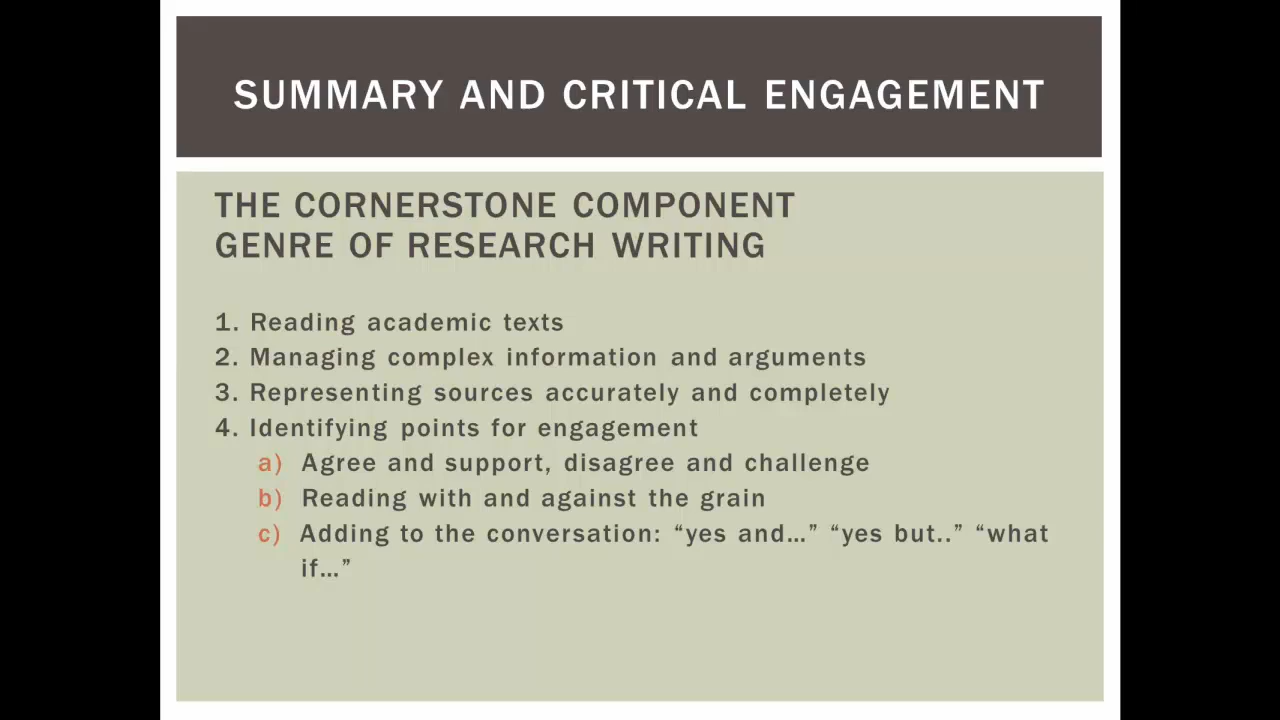 SUMMARY AND CRITICAL ENGAGEMENT
THE CORNERSTONE COMPONENT
GENRE OF RESEARCH WRITING
1. Reading academic texts
2. Managing complex information and arguments
3. Representing sources accurately and completely
4. Identifying points for engagement
a) Agree and support, disagree and challenge
b) Reading with and against the grain
c) Adding to the conversation: “yes and…” “yes but..” “what
if…”